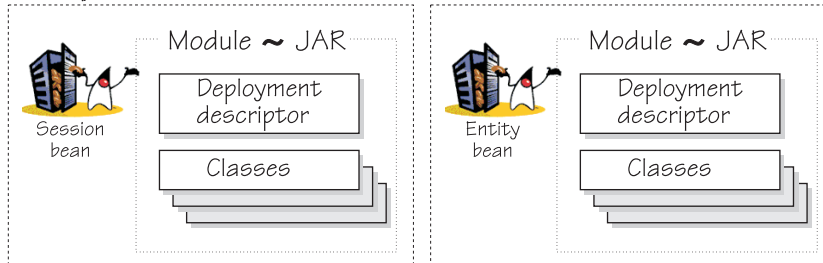 Module ~ JAR
Deployment
descriptor
Session
bean
Classes
Module ~ JAR
Deployment
descriptor
Entity
bean
Classes